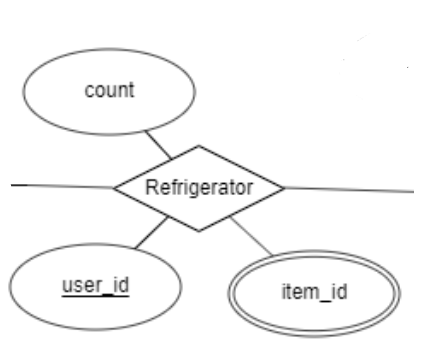 count
Refrigerator
user_id
item_id